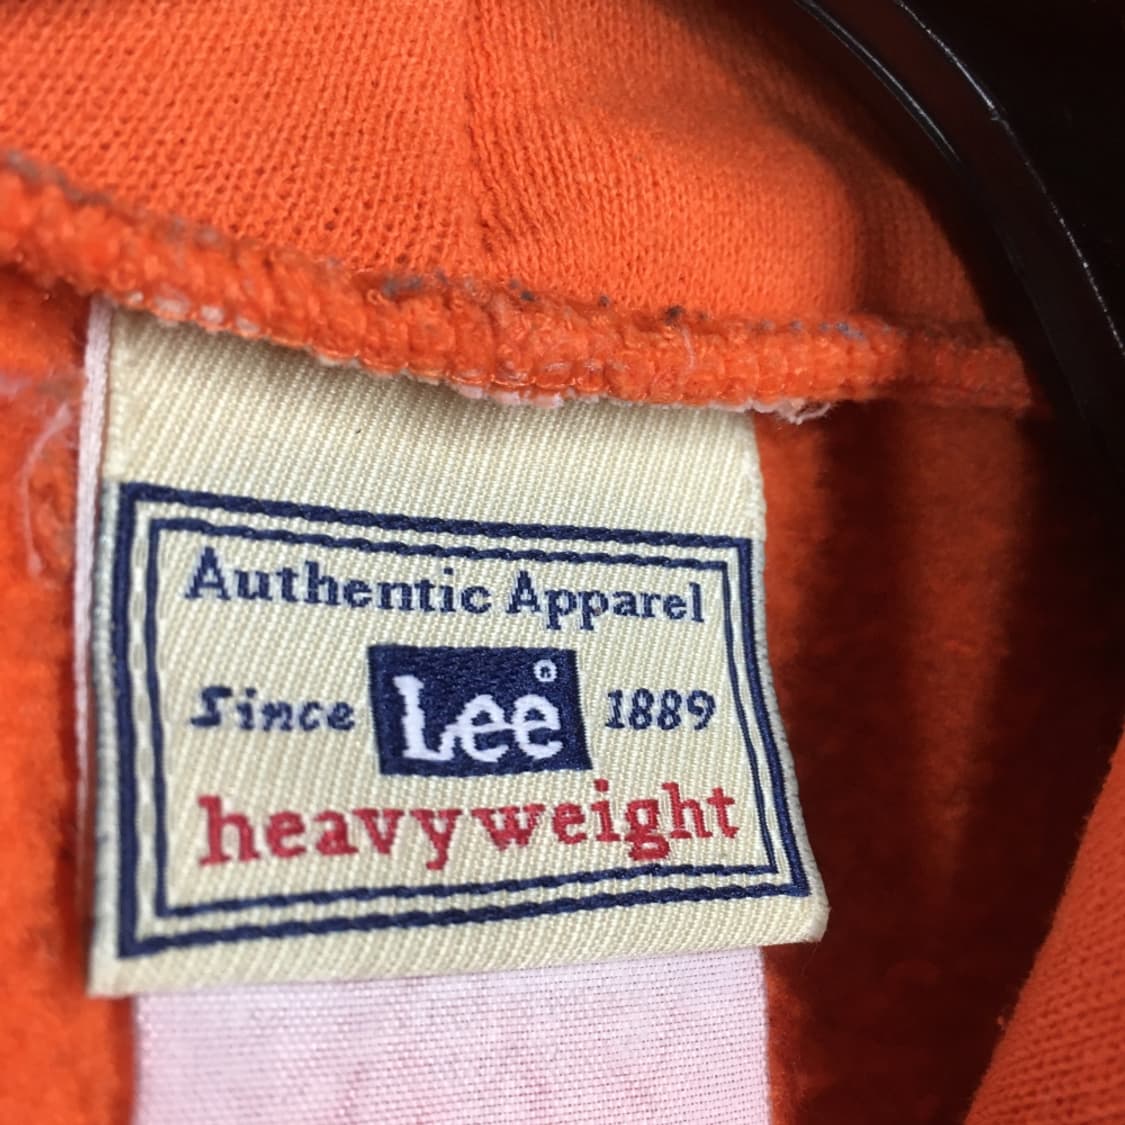 Authentic Apparel
Since Lee® 1889
heavyweight